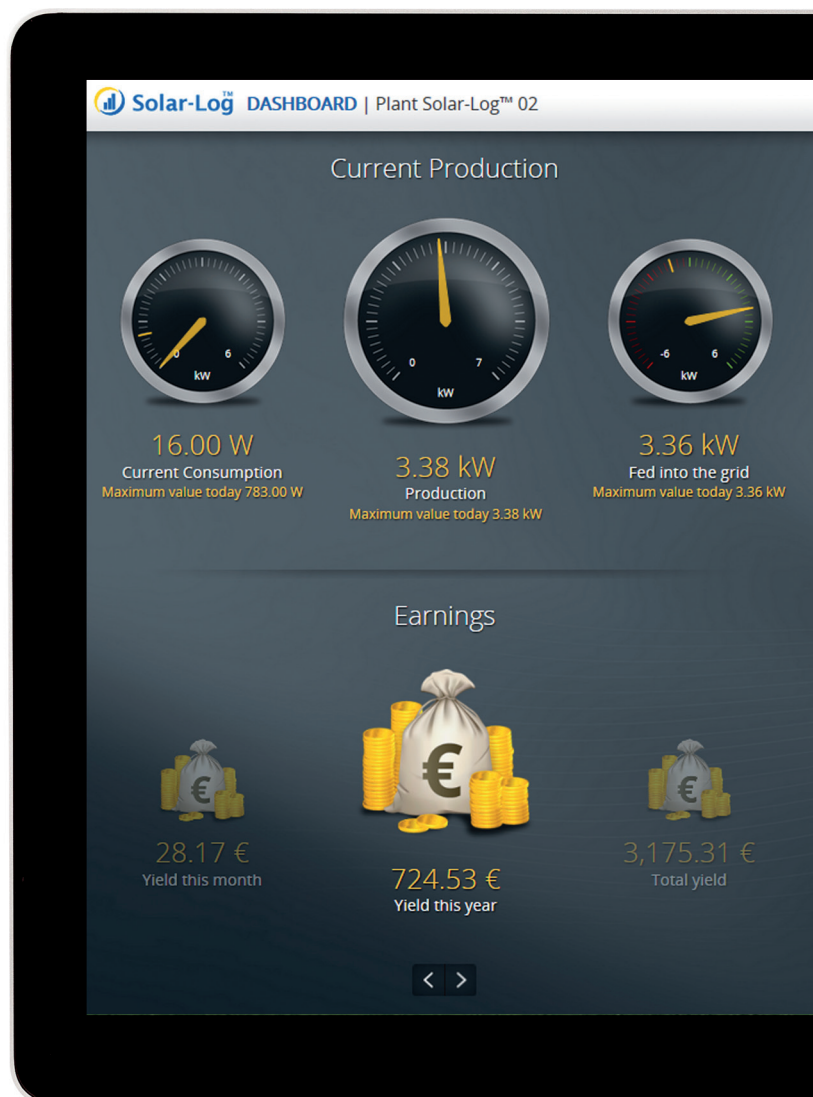 Solar-Log™ DASHBOARD | Plant Solar-Log™ 02
Current Production
0 6
kW
0 7
kW
-6 6
kW
16.00 W
Current Consumption
Maximum value today 783.00 W
3.38 kW
Production
Maximum value today 3.38 kW
3.36 kW
Fed into the grid
Maximum value today 3.36 kW
Earnings
€
€
€
28.17 €
Yield this month
724.53 €
Yield this year
3,175.31 €
Total yield